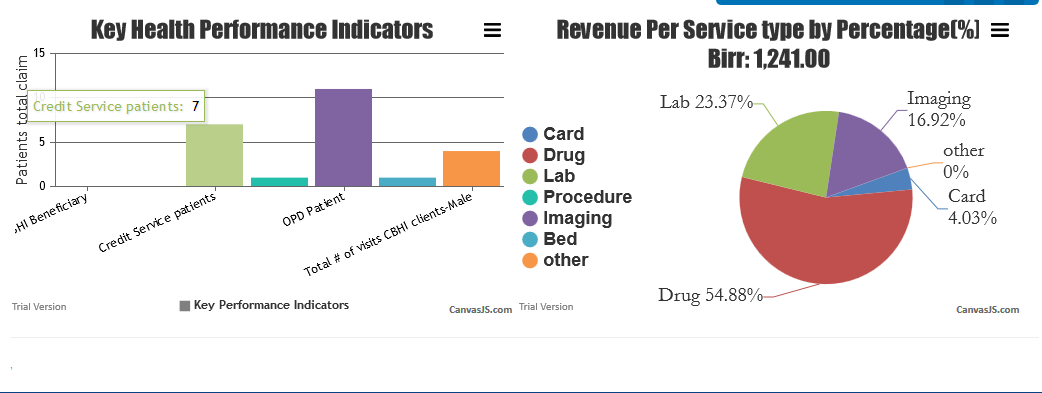 Key Health Performance Indicators
15
10
5
0
Patients total claim
Credit Service patients: 7
HI Beneficiary
Credit Service patients
OPD Patient
Total # of visits CBHI clients-Male
Trial Version
Key Performance Indicators
CanvasJS.com
Revenue Per Service type by Percentage(%)
Birr: 1,241.00
Card
Drug
Lab
Procedure
Imaging
Bed
other
Lab 23.37%
Imaging
16.92%
other
0%
Card
4.03%
Drug 54.88%
Trial Version
CanvasJS.com